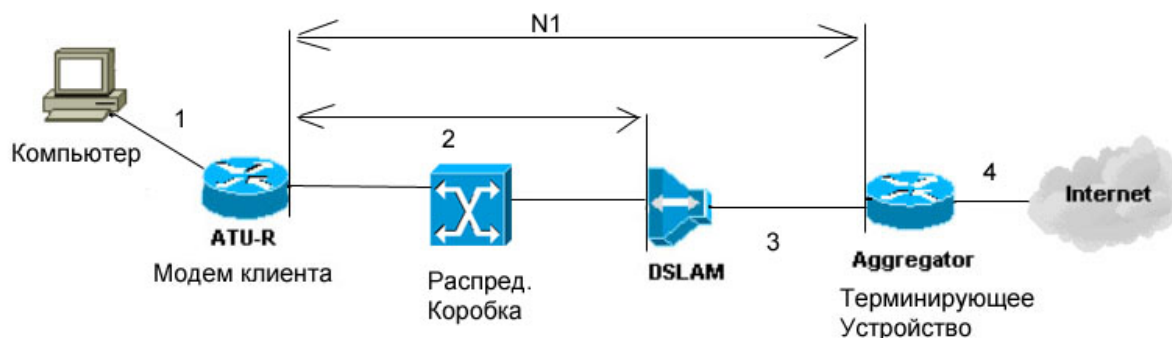 N1
1
2
Компьютер
4
Internet
3
ATU-R
Модем клиента
Распред.
Коробка
DSLAM
Aggregator
Терминирующее
Устройство